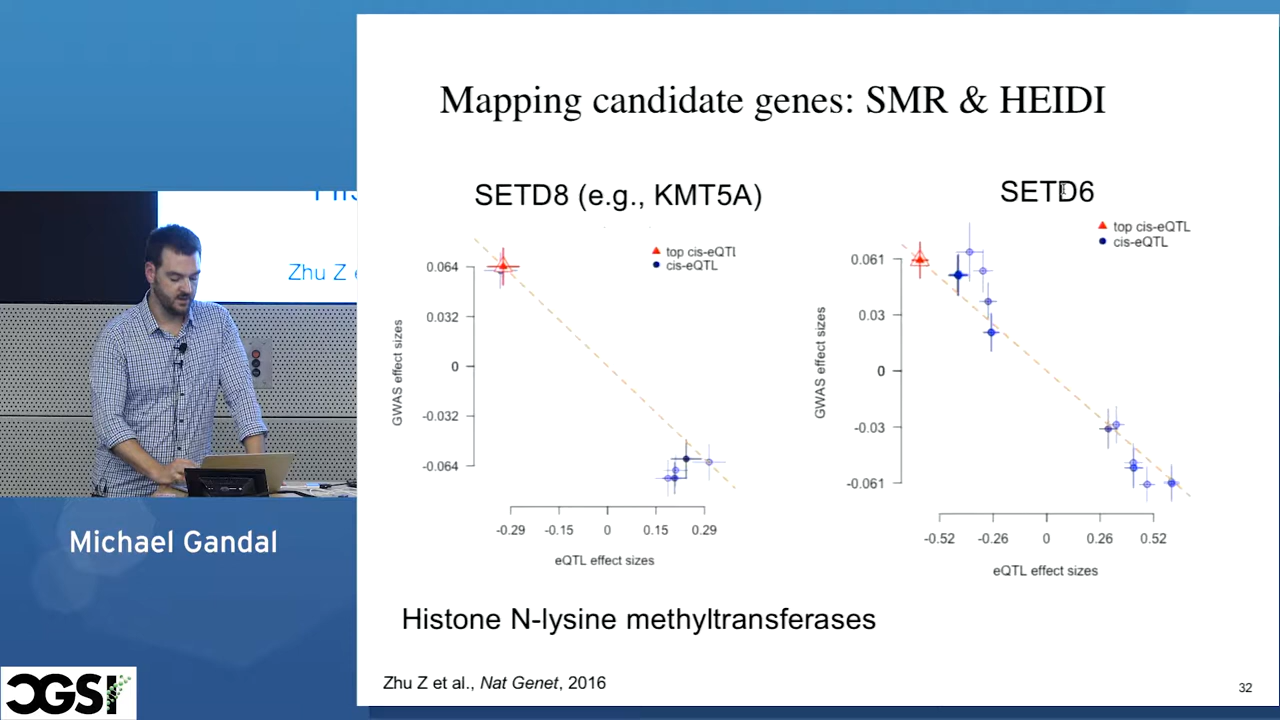 Mapping candidate genes: SMR & HEIDI
SETD8 (e.g., KMT5A)
top cis-eQTL
cis-eQTL
0.064
0.032
0
-0.032
-0.064
GWAS effect sizes
-0.29 -0.15 0 0.15 0.29
eQTL effect sizes
SETD6
top cis-eQTL
cis-eQTL
0.061
0.03
0
-0.03
-0.061
GWAS effect sizes
-0.52 -0.26 0 0.26 0.52
eQTL effect sizes
Histone N-lysine methyltransferases
Zhu Z et al., Nat Genet, 2016
32
Zhu Z e
Michael Gandal
CGSI